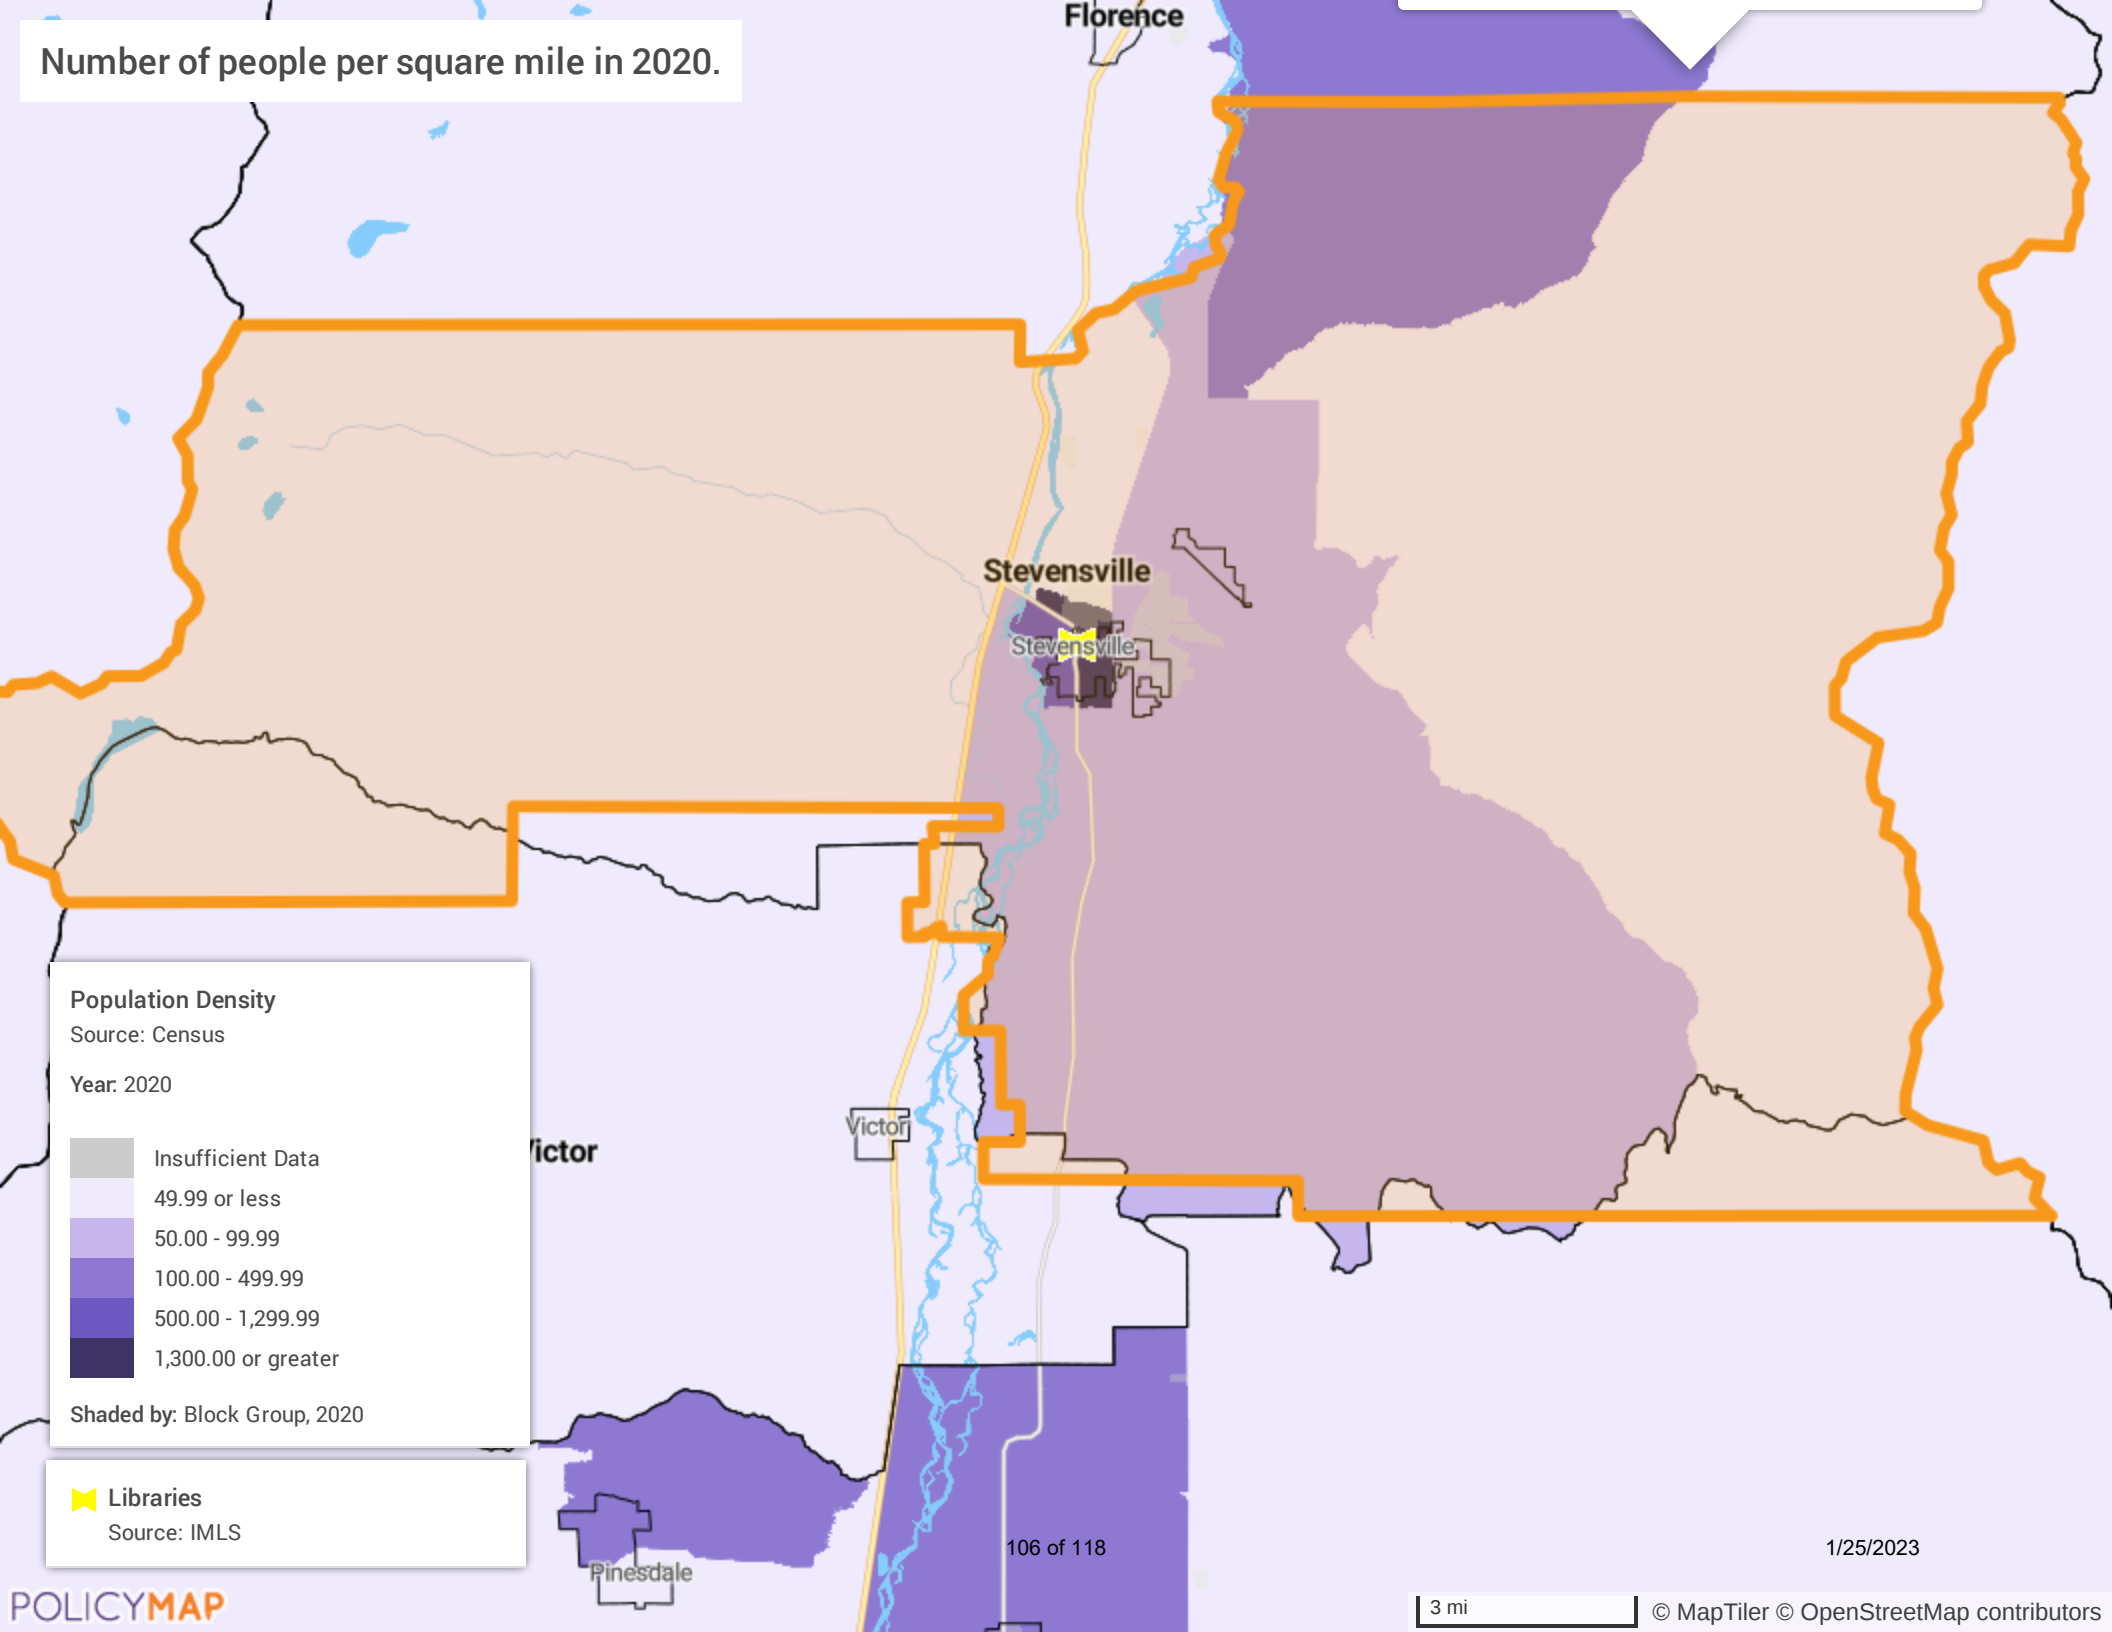 Florence
Number of people per square mile in 2020.
Stevensville
Stevensville
Population Density
Source: Census
Year: 2020
Insufficient Data
49.99 or less
50.00 - 99.99
100.00 - 499.99
500.00 - 1,299.99
1,300.00 or greater
Shaded by: Block Group, 2020
Victor
ictor
Libraries
Source: IMLS
Pinesdale
106 of 118
1/25/2023
POLICYMAP
3 mi
© MapTiler © OpenStreetMap contributors